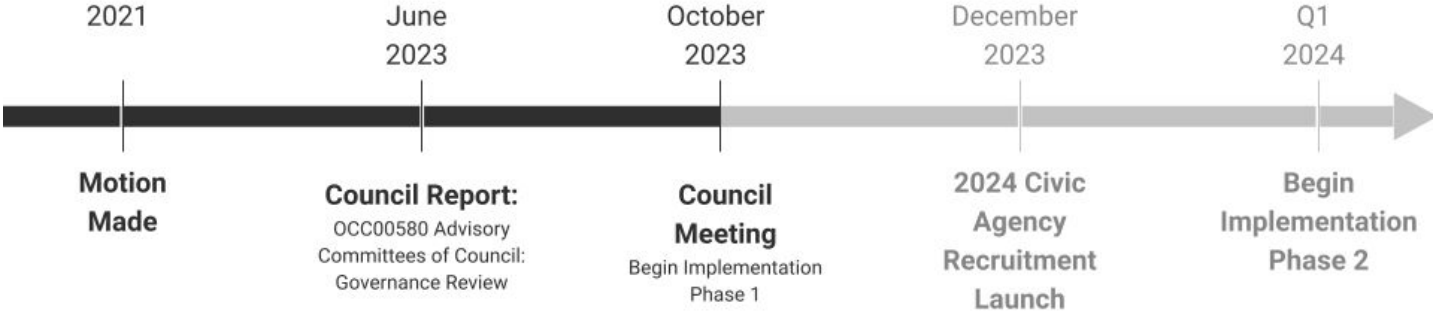 2021
June
2023
October
2023
December
2023
Q1
2024
Motion
Made
Council Report:
OCC00580 Advisory
Committees of Council:
Governance Review
Council
Meeting
Begin Implementation
Phase 1
2024 Civic
Agency
Recruitment
Launch
Begin
Implementation
Phase 2